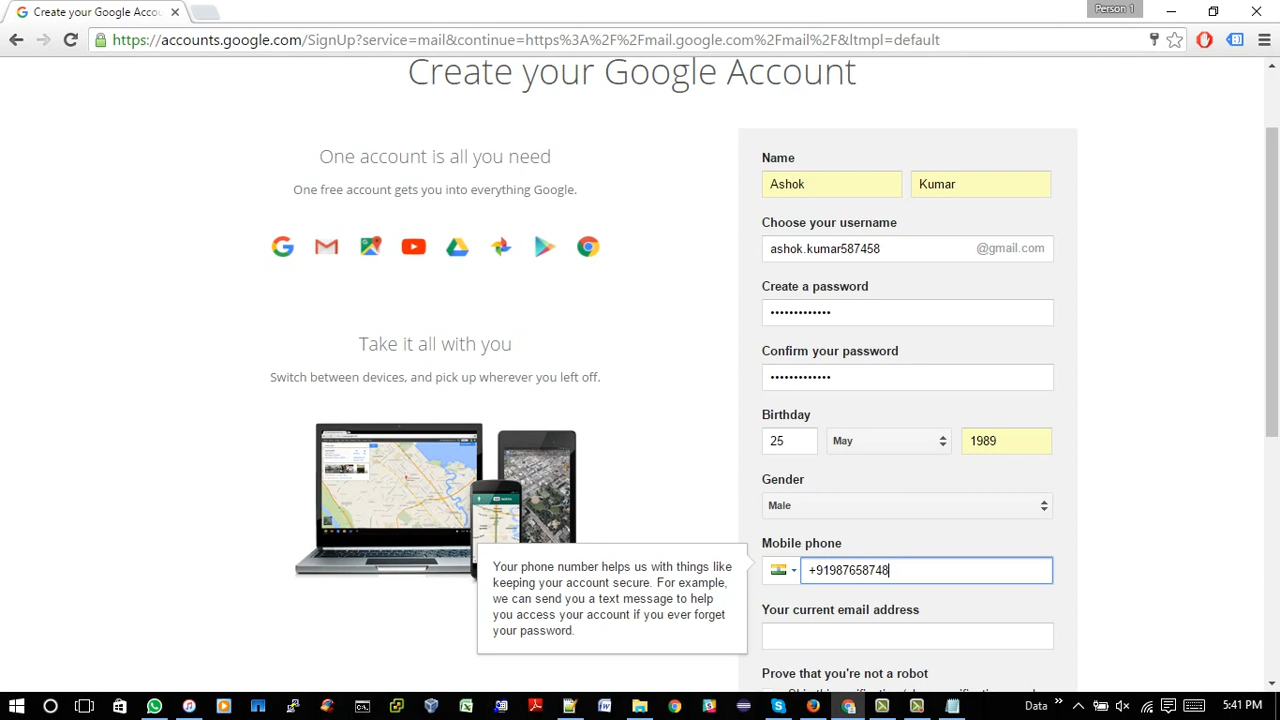 Create your Google Accou
Person 1
https://accounts.google.com/SignUp?service=mail&continue=https%3A%2F%2Fmail.google.com%2Fmail%2F&ltmpl=default
Create your Google Account
One account is all you need
One free account gets you into everything Google.
Take it all with you
Switch between devices, and pick up wherever you left off.
Name
Ashok Kumar
Choose your username
ashok.kumar587458 @gmail.com
Create a password
•••••••••••••
Confirm your password
•••••••••••••
Birthday
25 May 1989
Gender
Male
Mobile phone
+91987658748
Your phone number helps us with things like
keeping your account secure. For example,
we can send you a text message to help
you access your account if you ever forget
your password.
Your current email address
Prove that you're not a robot
Data
5:41 PM